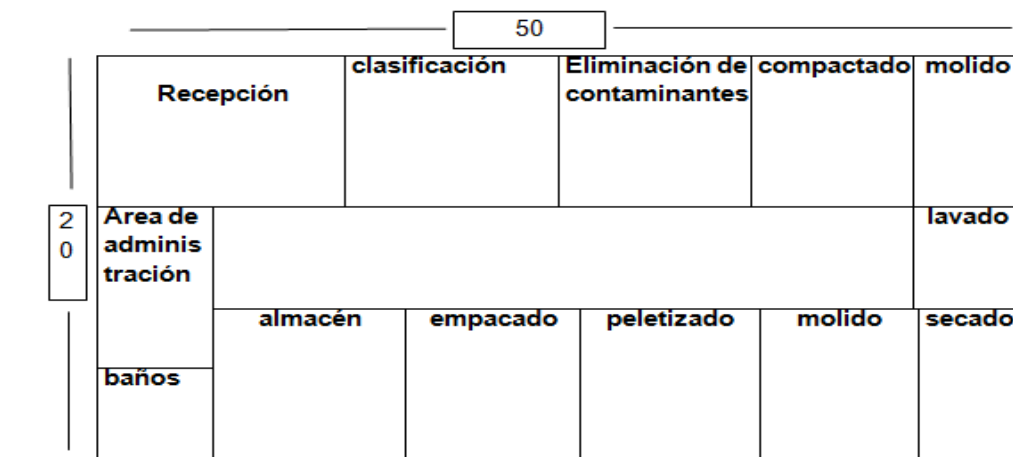 50
Recepción
clasificación
Eliminación de
contaminantes
compactado
molido
2
0
Area de
adminis
tración
lavado
almacén
empacado
peletizado
molido
secado
baños